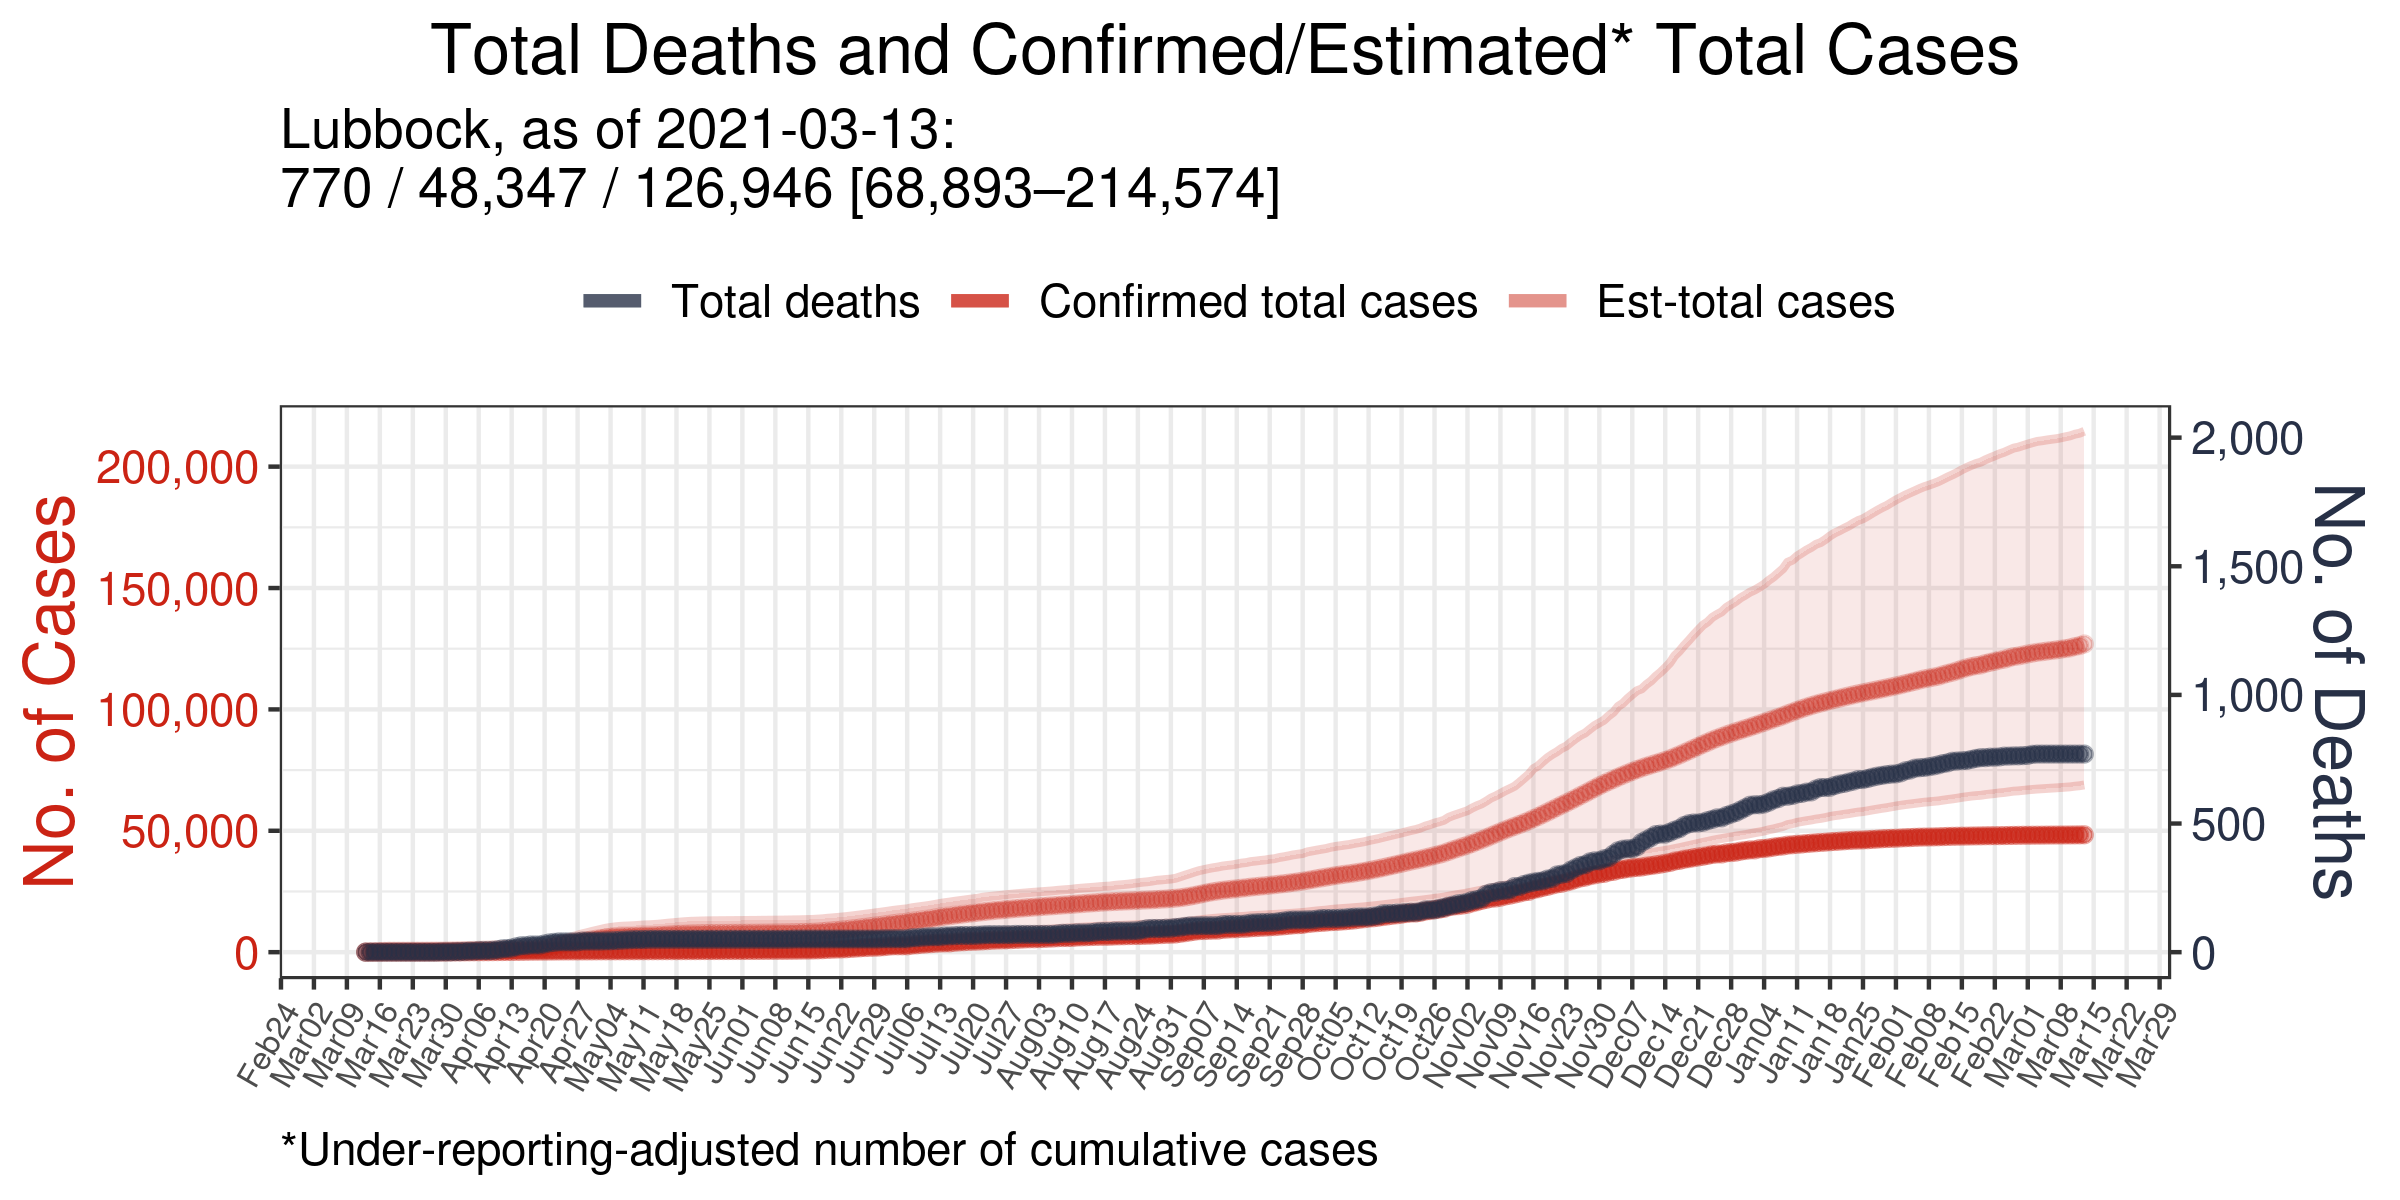 Total Deaths and Confirmed/Estimated* Total Cases
Lubbock, as of 2021-03-13:
770 / 48,347 / 126,946 [68,893–214,574]
Total deaths
Confirmed total cases
Est-total cases
No. of Cases
200,000
150,000
100,000
50,000
0
2,000
1,500
1,000
500
0
No. of Deaths
Feb24
Mar02
Mar09
Mar16
Mar23
Mar30
Apr06
Apr13
Apr20
Apr27
May04
May11
May18
May25
Jun01
Jun08
Jun15
Jun22
Jun29
Jul06
Jul13
Jul20
Jul27
Aug03
Aug10
Aug17
Aug24
Aug31
Sep07
Sep14
Sep21
Sep28
Oct05
Oct12
Oct19
Oct26
Nov02
Nov09
Nov16
Nov23
Nov30
Dec07
Dec14
Dec21
Dec28
Jan04
Jan11
Jan18
Jan25
Feb01
Feb08
Feb15
Feb22
Mar01
Mar08
Mar15
Mar22
Mar29
*Under-reporting-adjusted number of cumulative cases